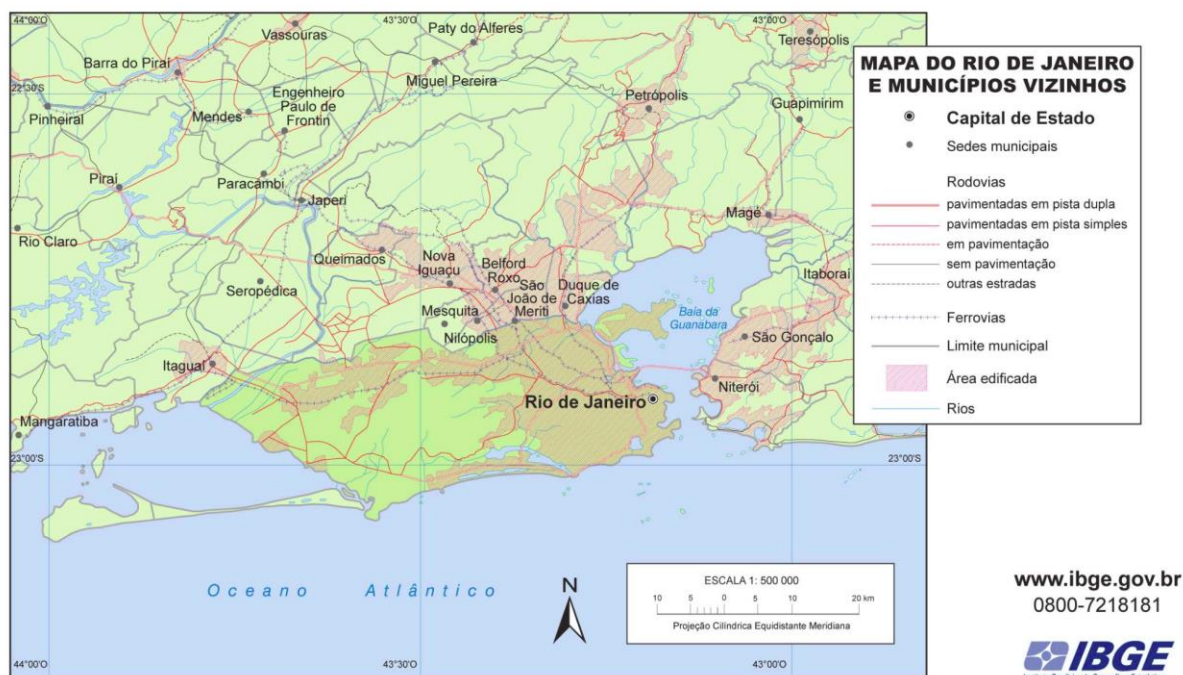 44°00'O
43°30'O
43°00'O
Vassouras
Paty do Alferes
Teresópolis
Barra do Piraí
Miguel Pereira
22°30'S
Engenheiro
Paulo de
Frontin
Petrópolis
Guapimirim
Pinheiral
Mendes
Piraí
Paracambi
Japeri
Magé
Rio Claro
Queimados
Nova
Iguaçu
Belford
Roxo
São
João de
Meriti
Duque de
Caxias
Itaboraí
Seropédica
Mesquita
Nilópolis
Baía da
Guanabara
São Gonçalo
Itaguaí
Niterói
Rio de Janeiro
Mangaratiba
23°00'S
23°00'S
Oceano Atlântico
N
ESCALA 1: 500 000
10 5 0 5 10 20 km
Projeção Cilíndrica Equidistante Meridiana
44°00'O
43°30'O
43°00'O
MAPA DO RIO DE JANEIRO
E MUNICÍPIOS VIZINHOS
Capital de Estado
Sedes municipais
Rodovias
pavimentadas em pista dupla
pavimentadas em pista simples
em pavimentação
sem pavimentação
outras estradas
Ferrovias
Limite municipal
Área edificada
Rios
www.ibge.gov.br
0800-7218181
IBGE